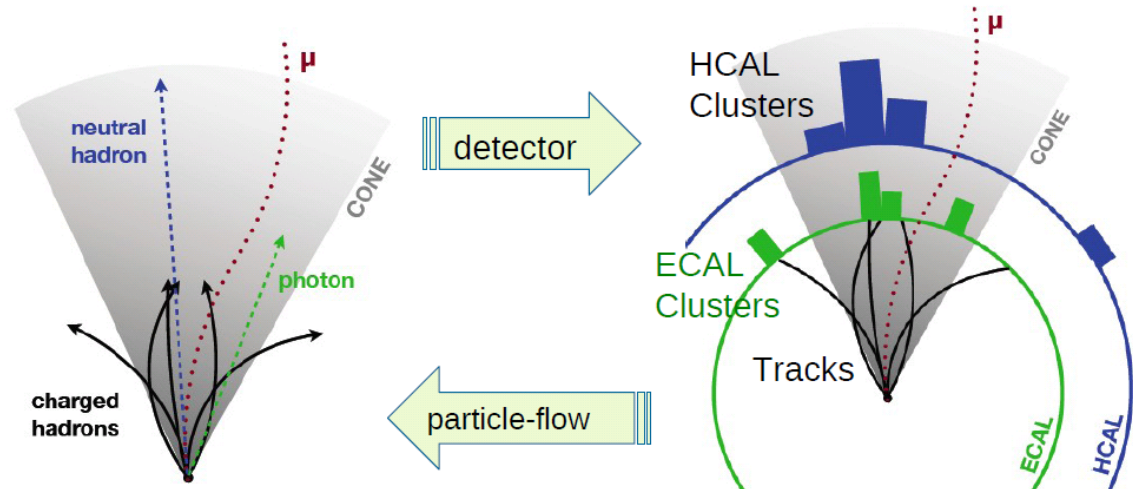 μ
neutral
hadron
CONE
photon
charged
hadrons
detector
particle-flow
μ
HCAL
Clusters
CONE
ECAL
Clusters
Tracks
ECAL
HCAL